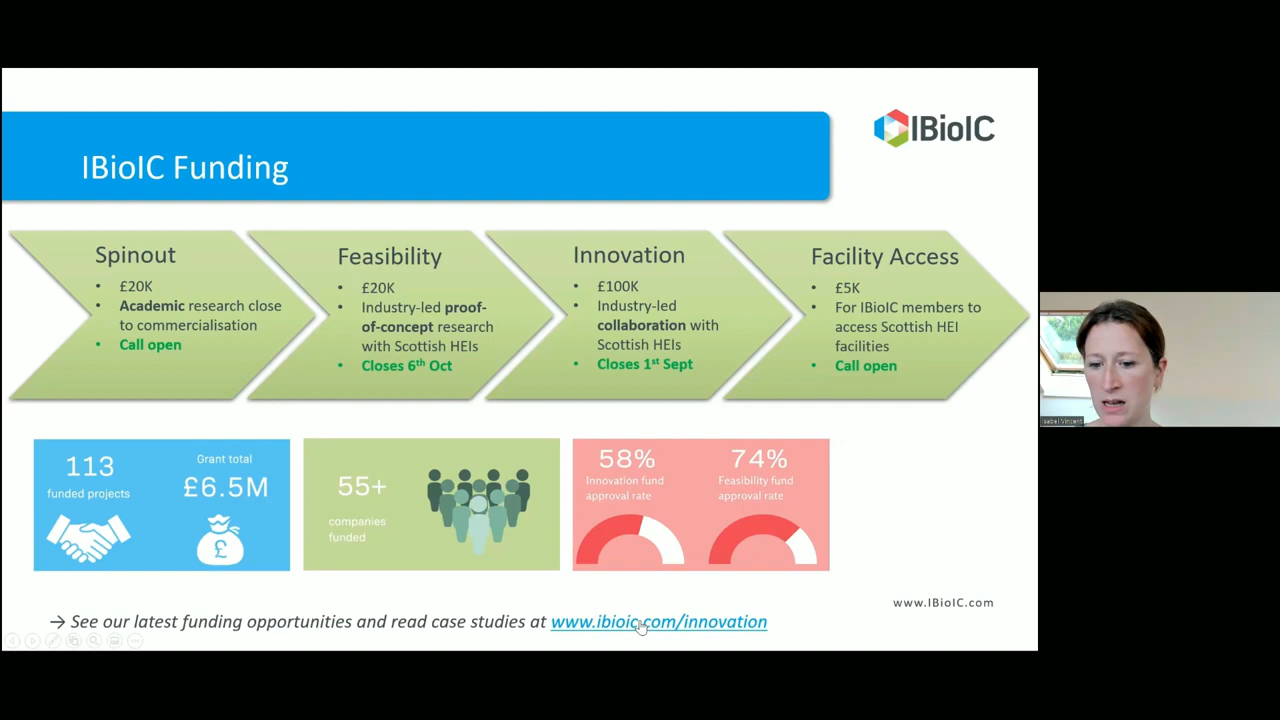 IBioIC
IBioIC Funding
Spinout
• £20K
• Academic research close
to commercialisation
• Call open
Feasibility
• £20K
• Industry-led proof-
of-concept research
with Scottish HEIs
• Closes 6th Oct
Innovation
• £100K
• Industry-led
collaboration with
Scottish HEIs
• Closes 1st Sept
Facility Access
• £5K
• For IBioIC members to
access Scottish HEI
facilities
• Call open
Isabel Vincent
113
funded projects
Grant total
£6.5M
£
55+
companies
funded
58%
Innovation fund
approval rate
74%
Feasibility fund
approval rate
www.IBioIC.com
→ See our latest funding opportunities and read case studies at www.ibioic.com/innovation